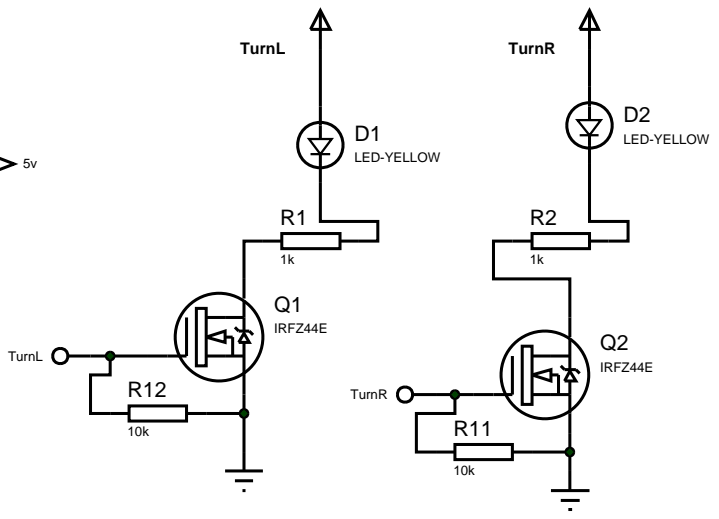 TurnL
TurnR
D1
LED-YELLOW
D2
LED-YELLOW
5v
R1
1k
R2
1k
Q1
IRFZ44E
Q2
IRFZ44E
TurnL
R12
10k
TurnR
R11
10k